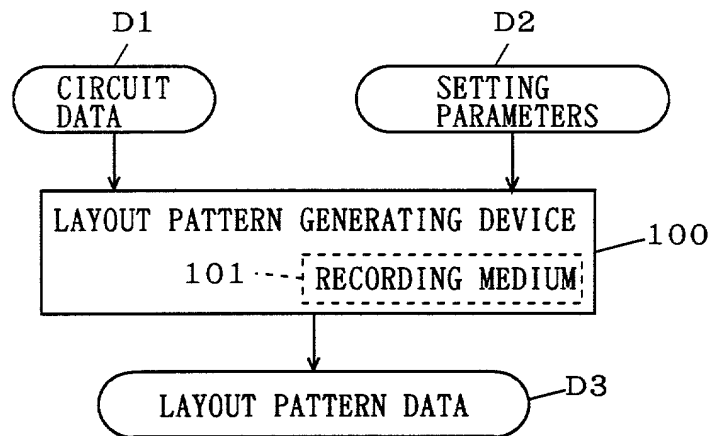 D1
D2
CIRCUIT
DATA
SETTING
PARAMETERS
LAYOUT PATTERN GENERATING DEVICE
100
101
RECORDING MEDIUM
D3
LAYOUT PATTERN DATA